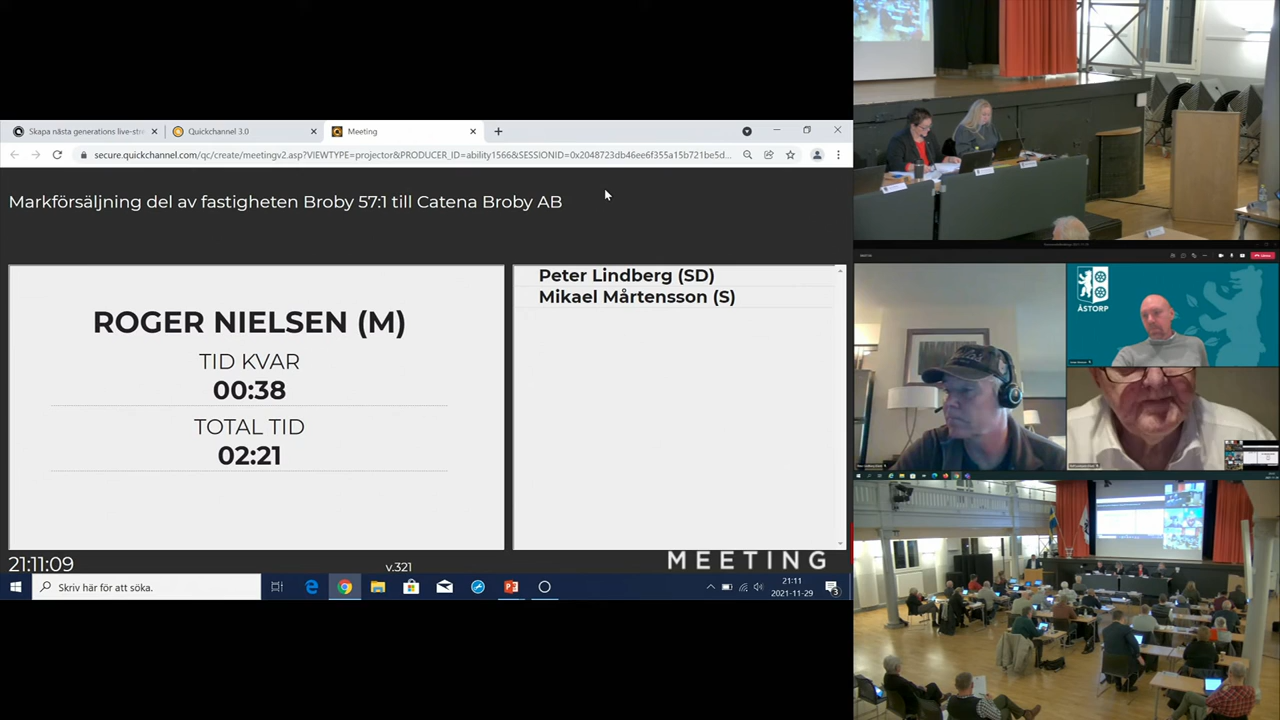 Skapa nästa generations live-stre
Quickchannel 3.0
Meeting
secure.quickchannel.com/qc/create/meetingv2.asp?VIEWTYPE=projector&PRODUCER_ID=ability1566&SESSIONID=0x2048723db46ee6f355a15b721be5d...
Markförsäljning del av fastigheten Broby 57:1 till Catena Broby AB
ROGER NIELSEN (M)
TID KVAR
00:38
TOTAL TID
02:21
Peter Lindberg (SD)
Mikael Mårtensson (S)
21:11:09
v.321
MEETING
Skriv här för att söka.
21:11
2021-11-29
3
ÅSTORP